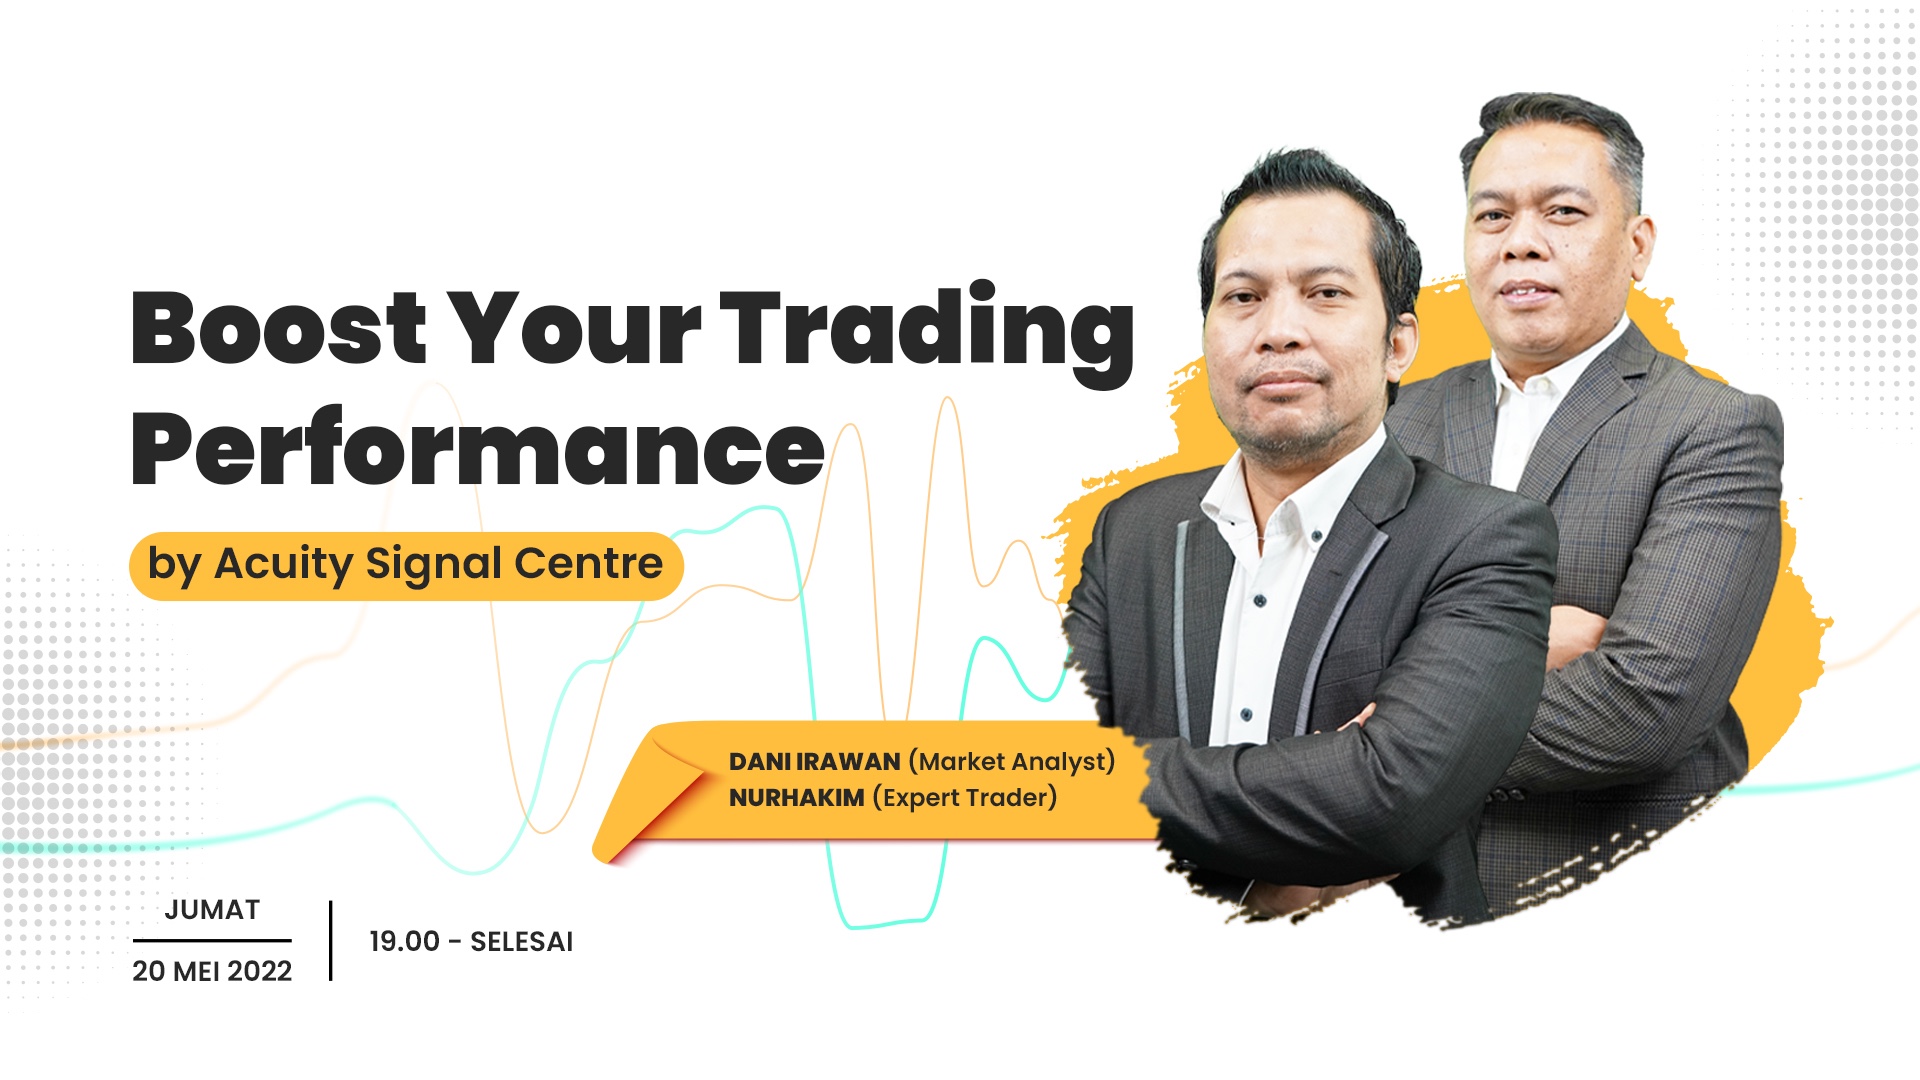 Boost Your Trading
Performance
by Acuity Signal Centre
DANI IRAWAN (Market Analyst)
NURHAKIM (Expert Trader)
JUMAT
20 MEI 2022
19.00 - SELESAI